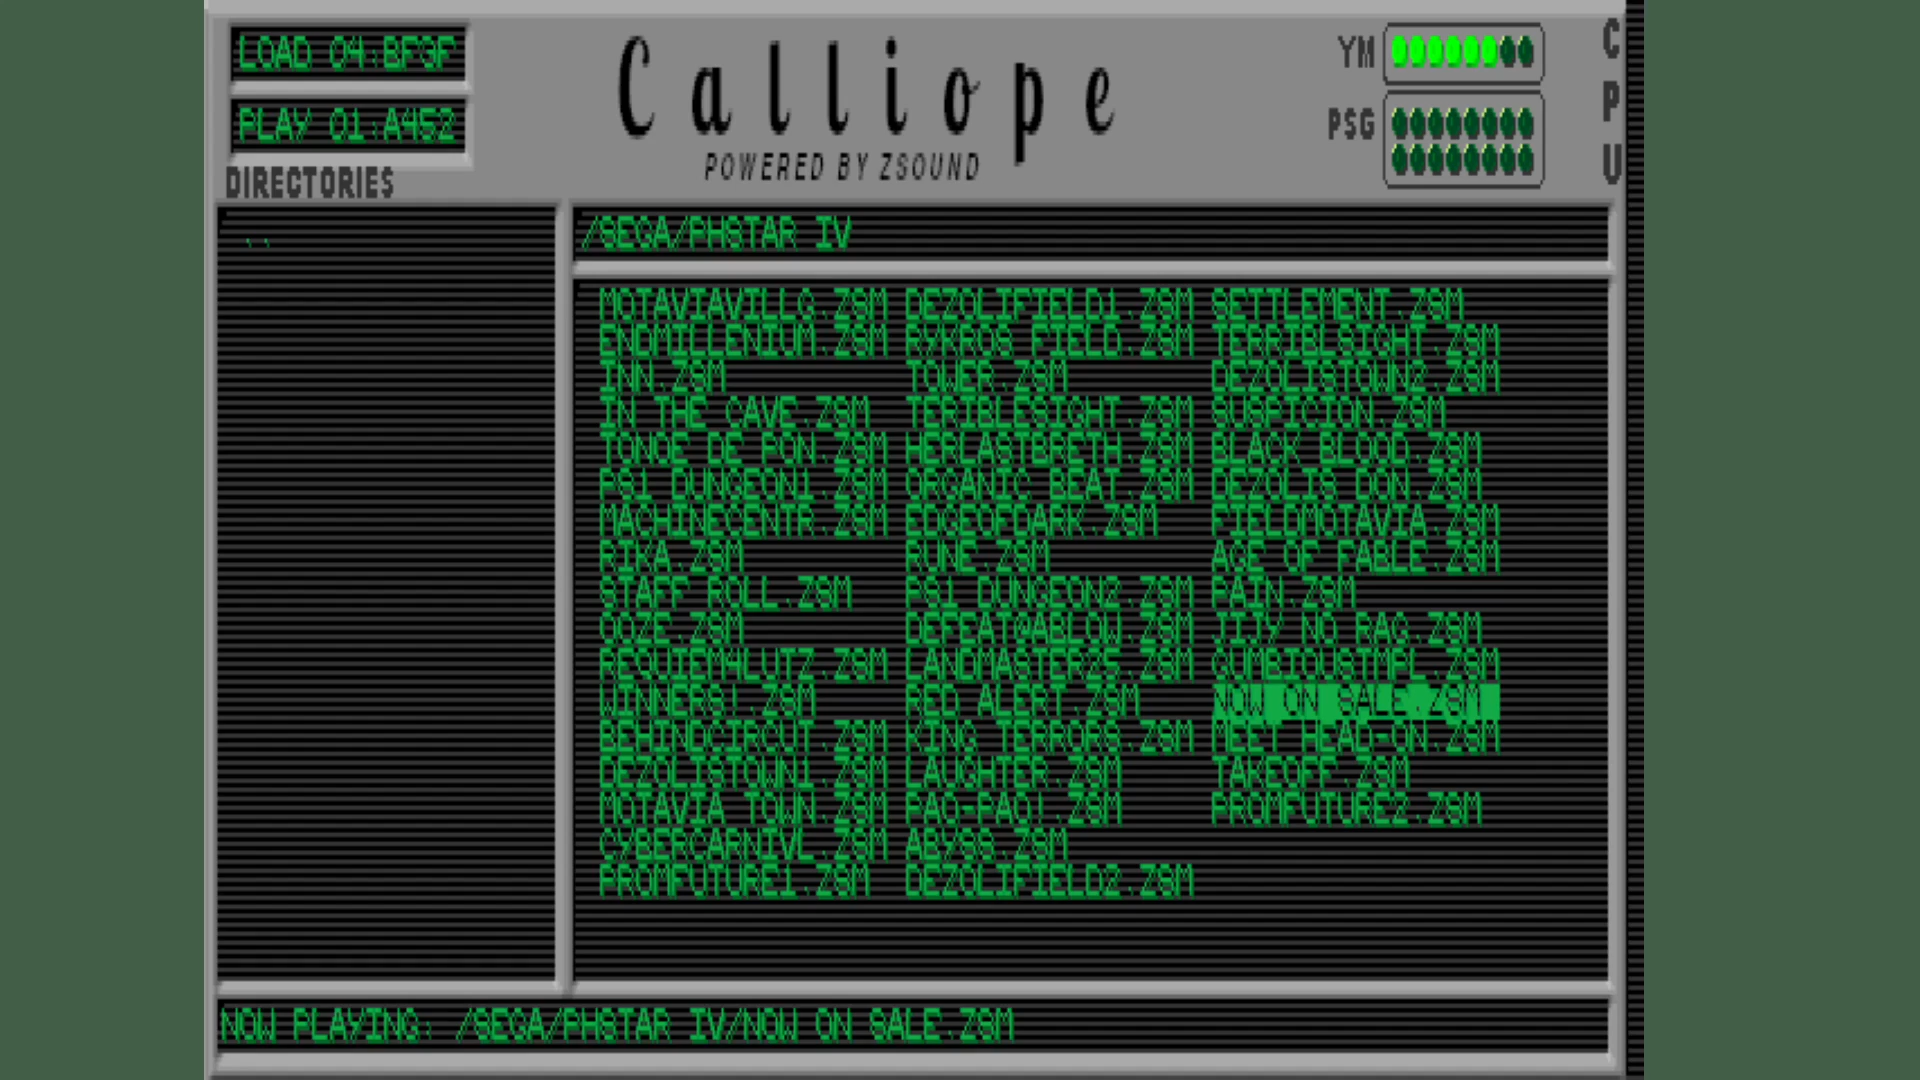 LOAD 04:BF9F
PLAY 01:A452
DIRECTORIES
Calliope
POWERED BY ZSOUND
YM
PSG
CPU
..
/SEGA/PHSTAR IV
MOTAVIAVILLG.ZSM DEZOLIFIELD1.ZSM SETTLEMENT.ZSM
ENDMILLENIUM.ZSM RYKROS FIELD.ZSM TERRIBLSIGHT.ZSM
INN.ZSM TOWER.ZSM DEZOLISTOWN2.ZSM
IN THE CAVE.ZSM TERIBLESIGHT.ZSM SUSPICION.ZSM
TONOE DE PON.ZSM HERLASTBRETH.ZSM BLACK BLOOD.ZSM
PS1 DUNGEON1.ZSM ORGANIC BEAT.ZSM DEZOLIS DON.ZSM
MACHINECENTR.ZSM EDGEOFDARK.ZSM FIELDMOTAVIA.ZSM
RIKA.ZSM RUNE.ZSM AGE OF FABLE.ZSM
STAFF ROLL.ZSM PS1 DUNGEON2.ZSM PAIN.ZSM
OOZE.ZSM DEFEAT@ABLOW.ZSM JIJY NO RAG.ZSM
REQUIEM4LUTZ.ZSM LANDMASTER25.ZSM CUMBIOUSTMPL.ZSM
WINNERS!.ZSM RED ALERT.ZSM NOW ON SALE.ZSM
BEHINDCIRCUT.ZSM KING TERRORS.ZSM MEET HEAD-ON.ZSM
DEZOLISTOWN1.ZSM LAUGHTER.ZSM TAKEOFF.ZSM
MOTAVIA TOWN.ZSM PAO-PAO!.ZSM PROMFUTURE2.ZSM
CYBERCARNIVL.ZSM ABYSS.ZSM
PROMFUTURE1.ZSM DEZOLIFIELD2.ZSM
NOW PLAYING: /SEGA/PHSTAR IV/NOW ON SALE.ZSM